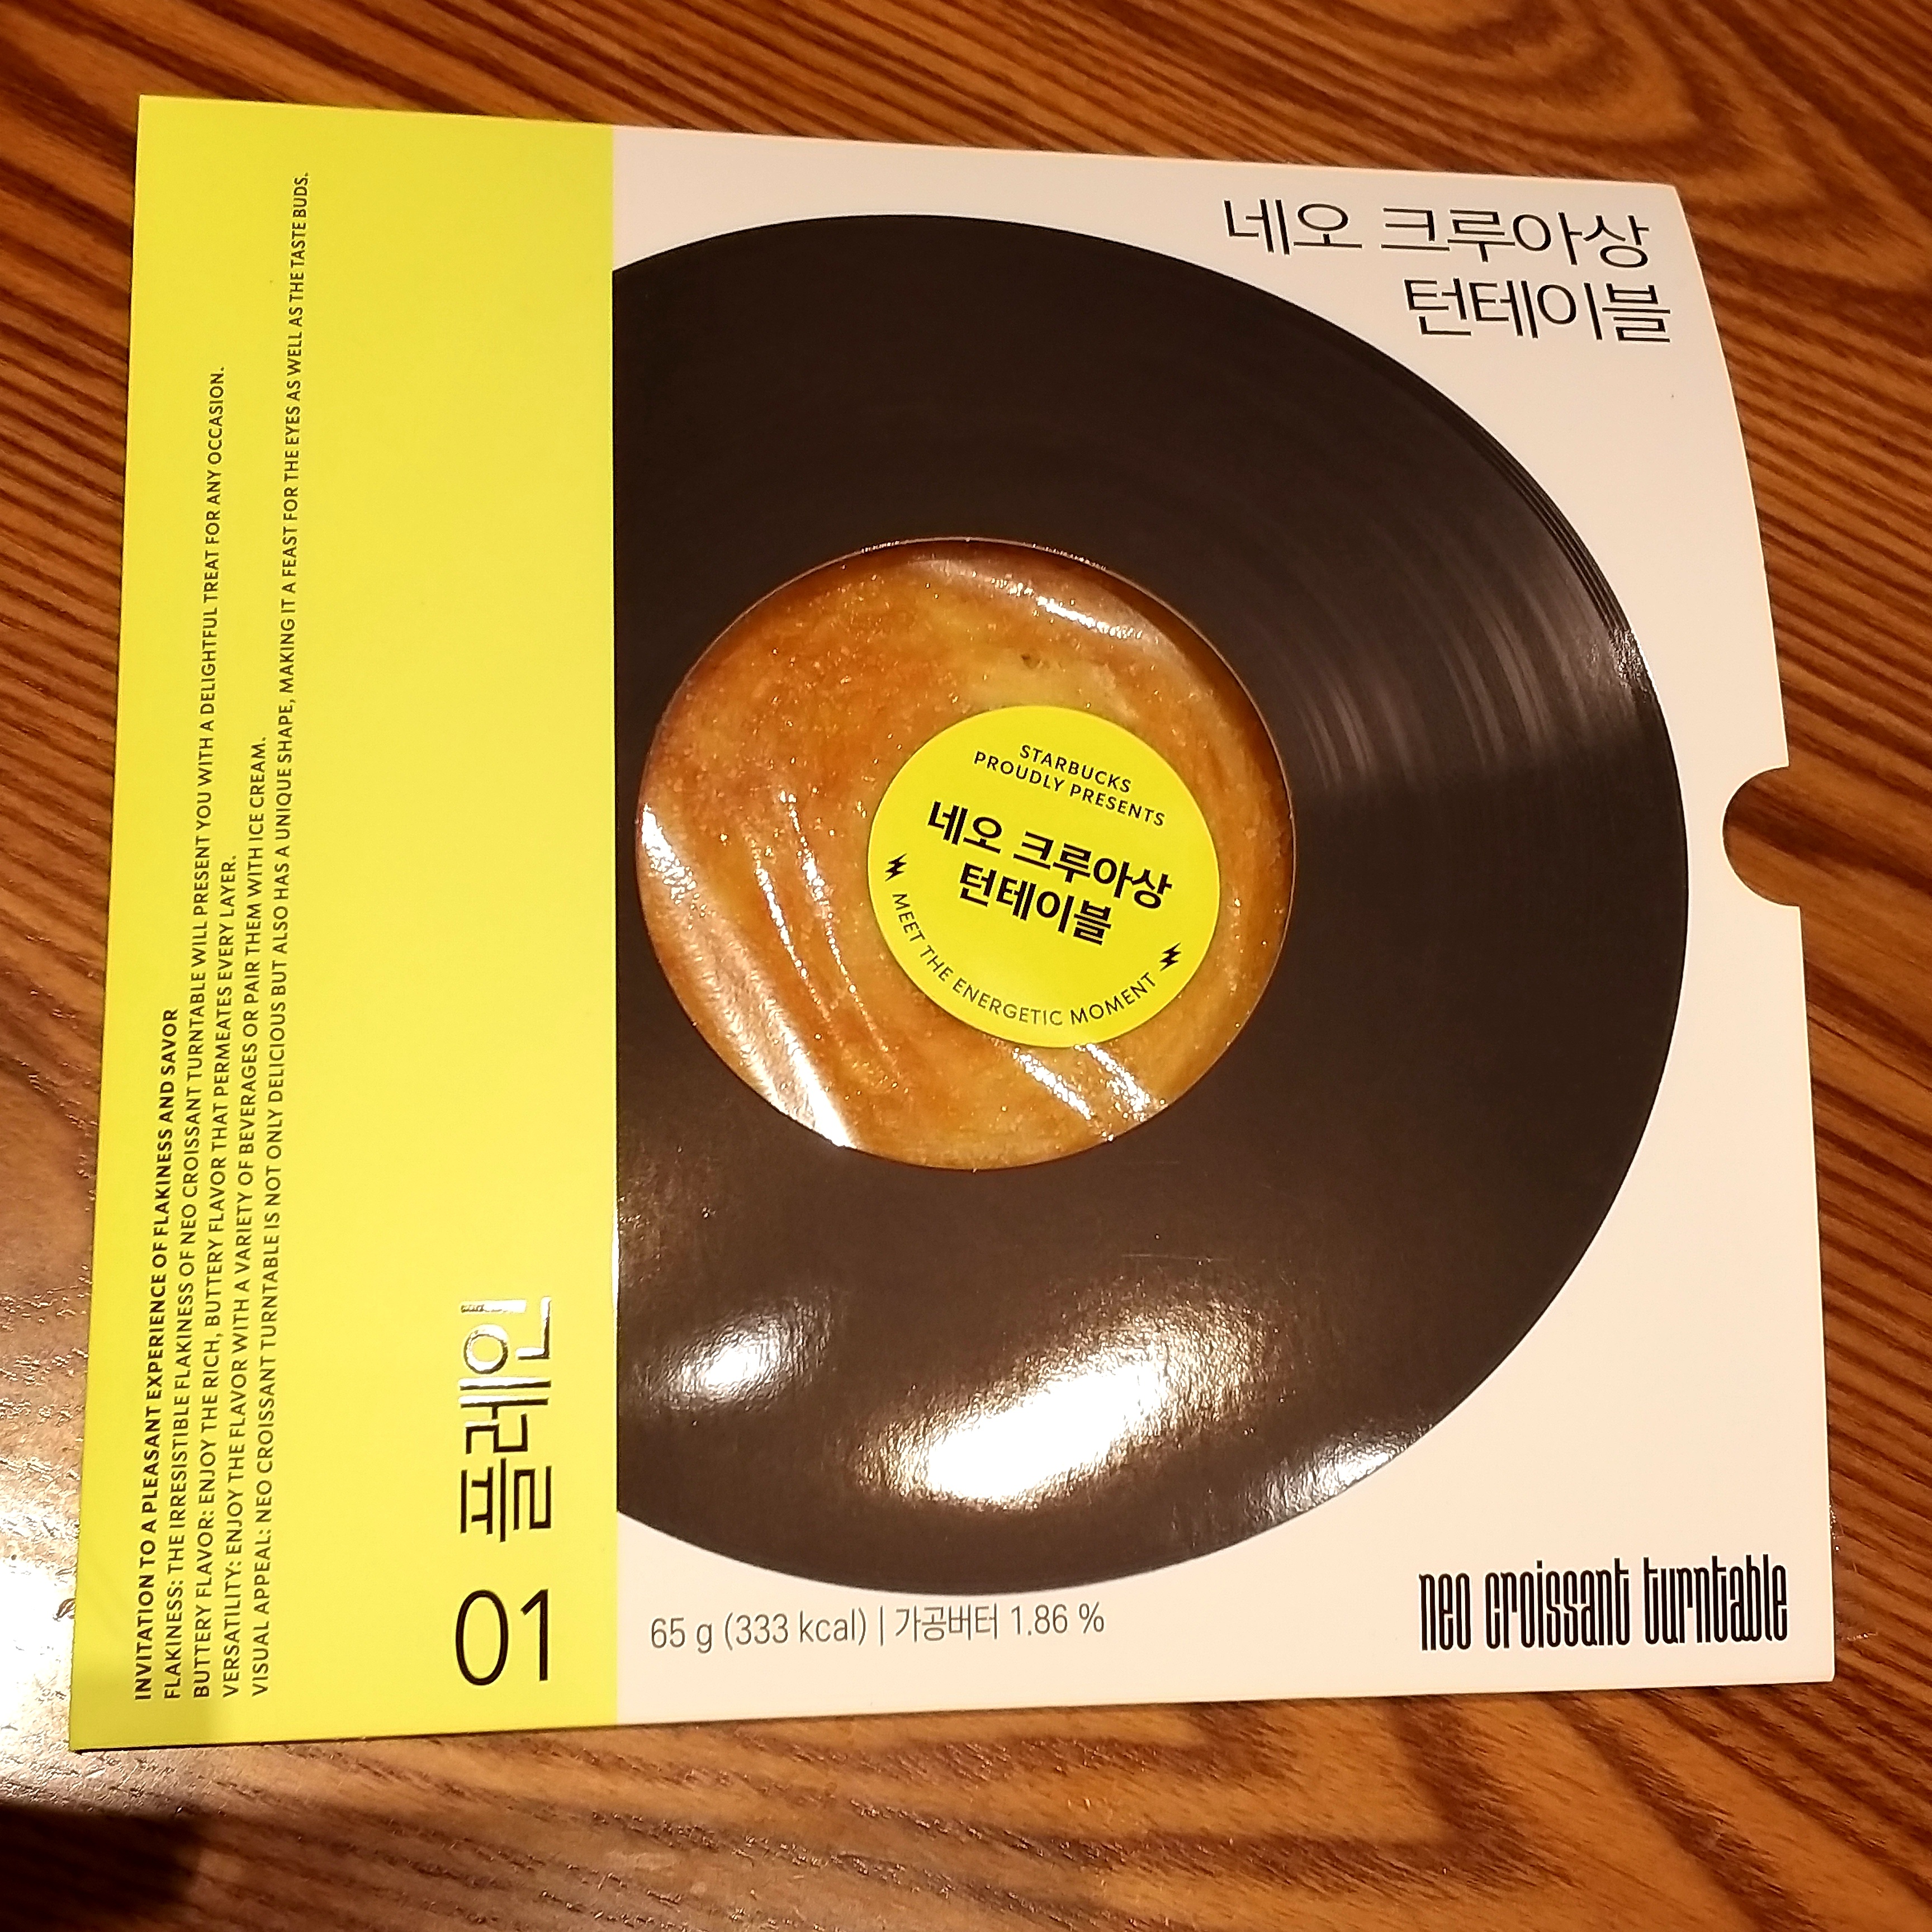 INVITATION TO A PLEASANT EXPERIENCE OF FLAKINESS AND SAVOR
FLAKINESS: THE IRRESISTIBLE FLAKINESS OF NEO CROISSANT TURNTABLE WILL PRESENT YOU WITH A DELIGHTFUL TREAT FOR ANY OCCASION.
BUTTERY FLAVOR: ENJOY THE RICH, BUTTERY FLAVOR THAT PERMEATES EVERY LAYER.
VERSATILITY: ENJOY THE FLAVOR WITH A VARIETY OF BEVERAGES OR PAIR THEM WITH ICE CREAM.
VISUAL APPEAL: NEO CROISSANT TURNTABLE IS NOT ONLY DELICIOUS BUT ALSO HAS A UNIQUE SHAPE, MAKING IT A FEAST FOR THE EYES AS WELL AS THE TASTE BUDS.
01 플레인
네오 크루아상
턴테이블
STARBUCKS
PROUDLY PRESENTS
네오 크루아상
턴테이블
MEET THE ENERGETIC MOMENT
65 g (333 kcal) | 가공버터 1.86 %
neo croissant turntable